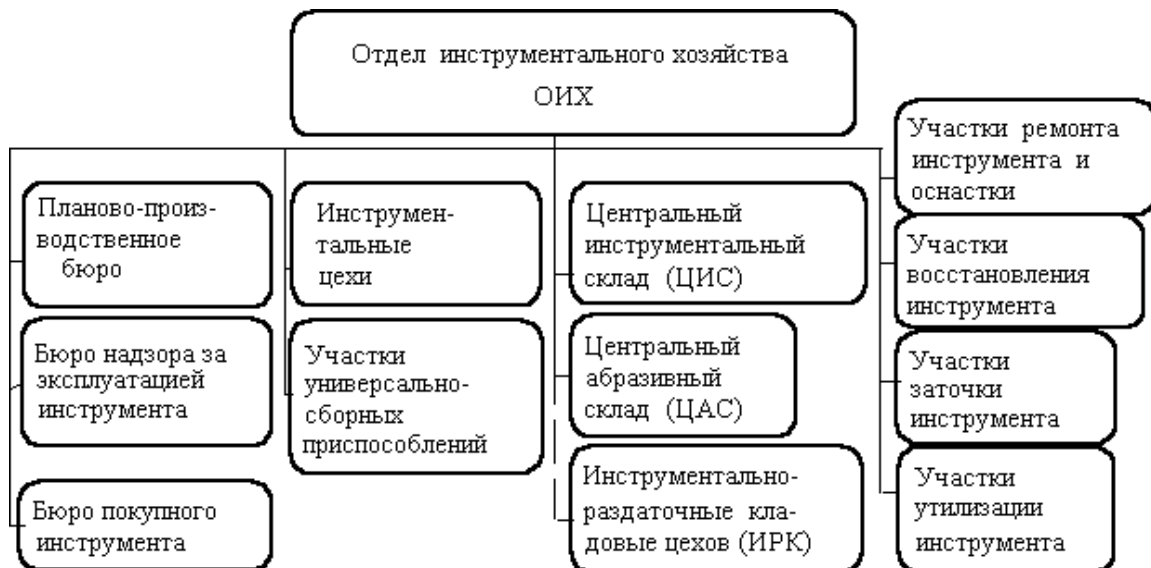 Отдел инструментального хозяйства
ОИХ
Планово-произ-
водственное
бюро
Бюро надзора за
эксплуатацией
инструмента
Бюро покупного
инструмента
Инструмен-
тальные
цехи
Участки
универсально-
сборных
приспособлений
Центральный
инструментальный
склад (ЦИС)
Центральный
абразивный
склад (ЦАС)
Инструментально-
раздаточные кла-
довые цехов (ИРК)
Участки ремонта
инструмента и
оснастки
Участки
восстановления
инструмента
Участки
заточки
инструмента
Участки
утилизации
инструмента